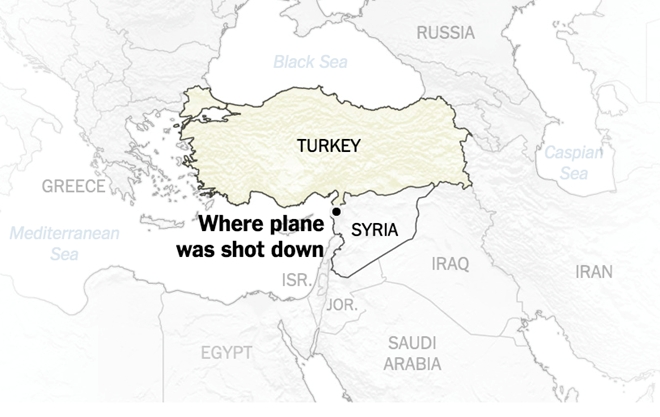 RUSSIA
Black Sea
TURKEY
Caspian
Sea
GREECE
Where plane
was shot down
SYRIA
Mediterranean
Sea
IRAQ
IRAN
ISR.
JOR.
EGYPT
SAUDI
ARABIA